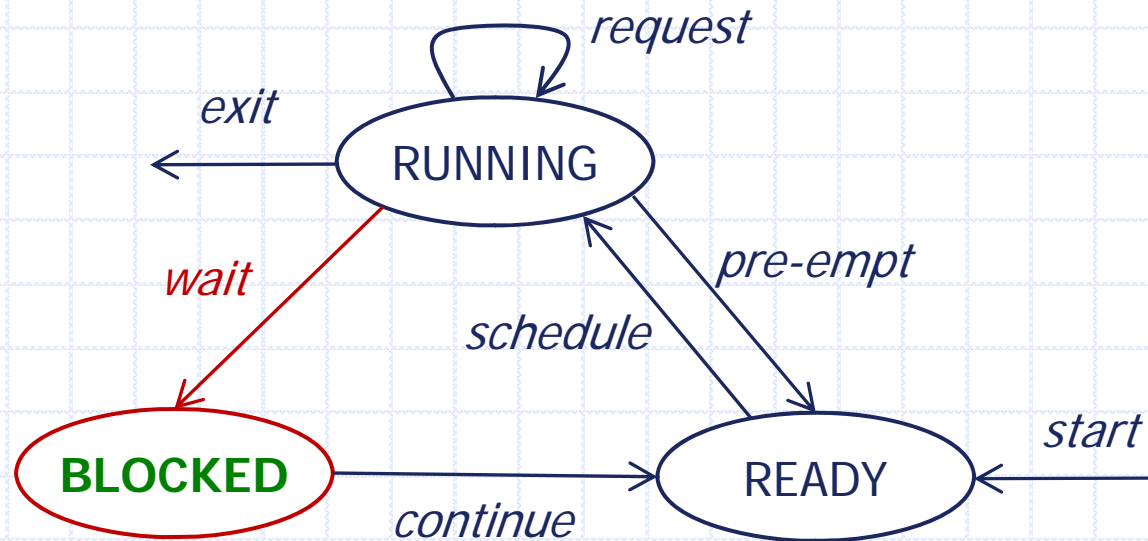 request
exit
RUNNING
wait
pre-empt
schedule
start
BLOCKED
READY
continue